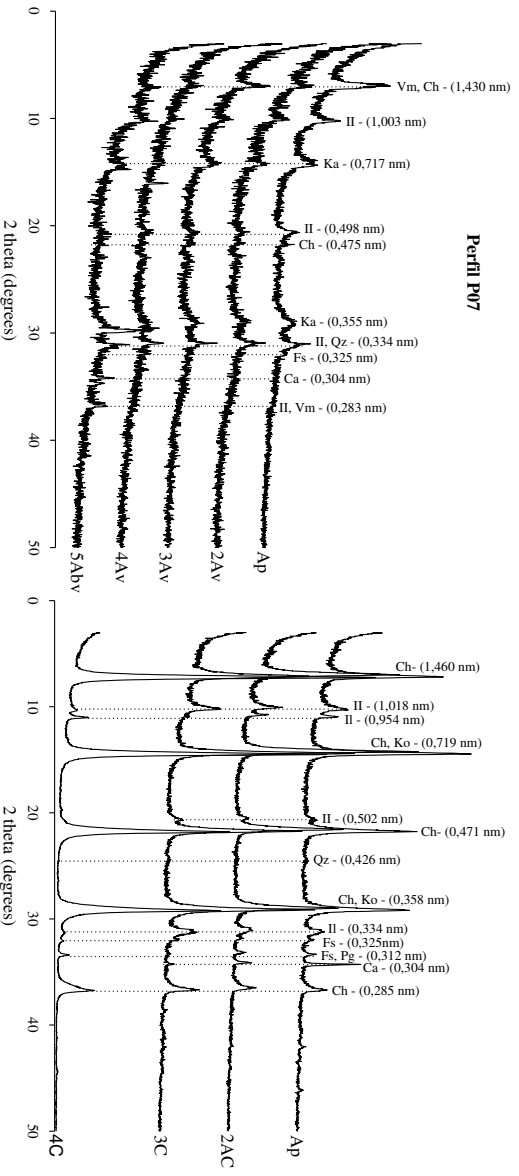 Perfil P07
Vm, Ch - (1,430 nm)
Il - (1,003 nm)
Ka - (0,717 nm)
Il - (0,498 nm)
Ch - (0,475 nm)
Ka - (0,355 nm)
Il, Qz - (0,334 nm)
Fs - (0,325 nm)
Ca - (0,304 nm)
Il, Vm - (0,283 nm)
Ap
2Av
3Av
4Av
5Abv
0
10
20
30
40
50
2 theta (degrees)
Ch- (1,460 nm)
Il - (1,018 nm)
Il - (0,954 nm)
Ch, Ko - (0,719 nm)
Il - (0,502 nm)
Ch- (0,471 nm)
Qz - (0,426 nm)
Ch, Ko - (0,358 nm)
Il - (0,334 nm)
Fs - (0,325nm)
Fs, Pg - (0,312 nm)
Ca - (0,304 nm)
Ch - (0,285 nm)
Ap
2AC
3C
4C
0
10
20
30
40
50
2 theta (degrees)